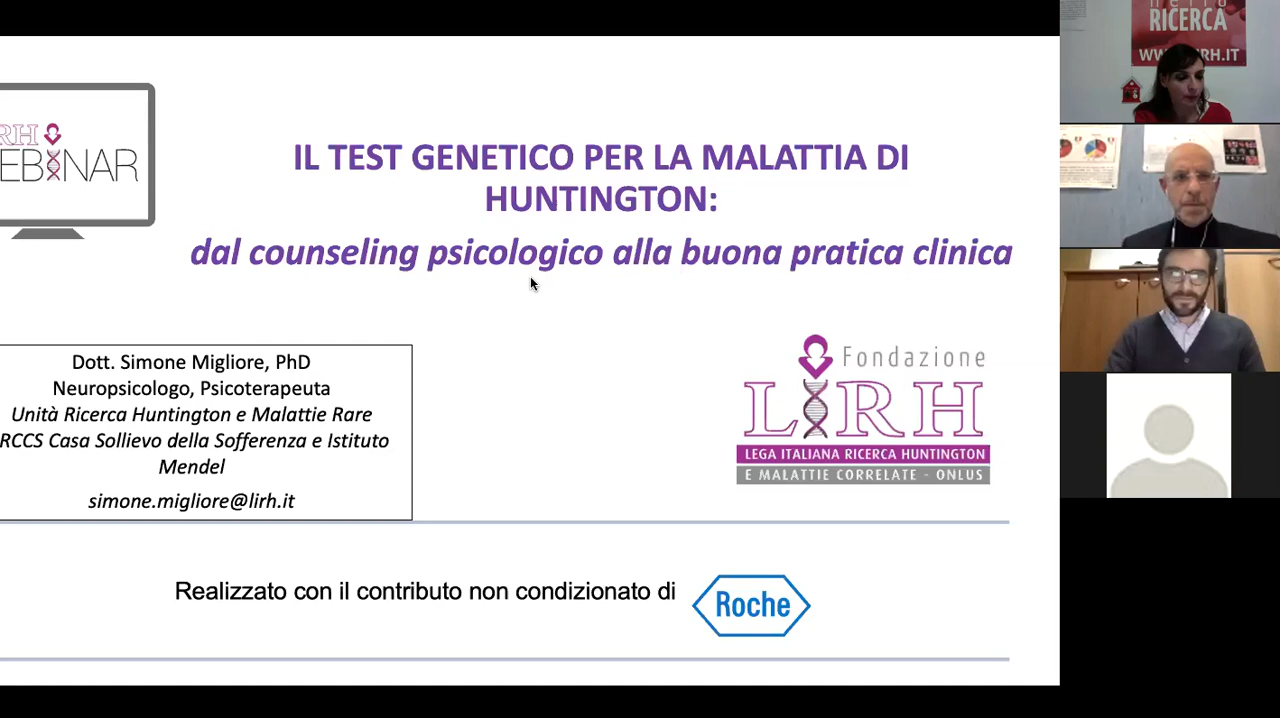 RH
EBINAR
IL TEST GENETICO PER LA MALATTIA DI
HUNTINGTON:
dal counseling psicologico alla buona pratica clinica
Dott. Simone Migliore, PhD
Neuropsicologo, Psicoterapeuta
Unità Ricerca Huntington e Malattie Rare
RCCS Casa Sollievo della Sofferenza e Istituto
Mendel
simone.migliore@lirh.it
Fondazione
LIRH
LEGA ITALIANA RICERCA HUNTINGTON
E MALATTIE CORRELATE - ONLUS
Realizzato con il contributo non condizionato di
Roche
RICERCA